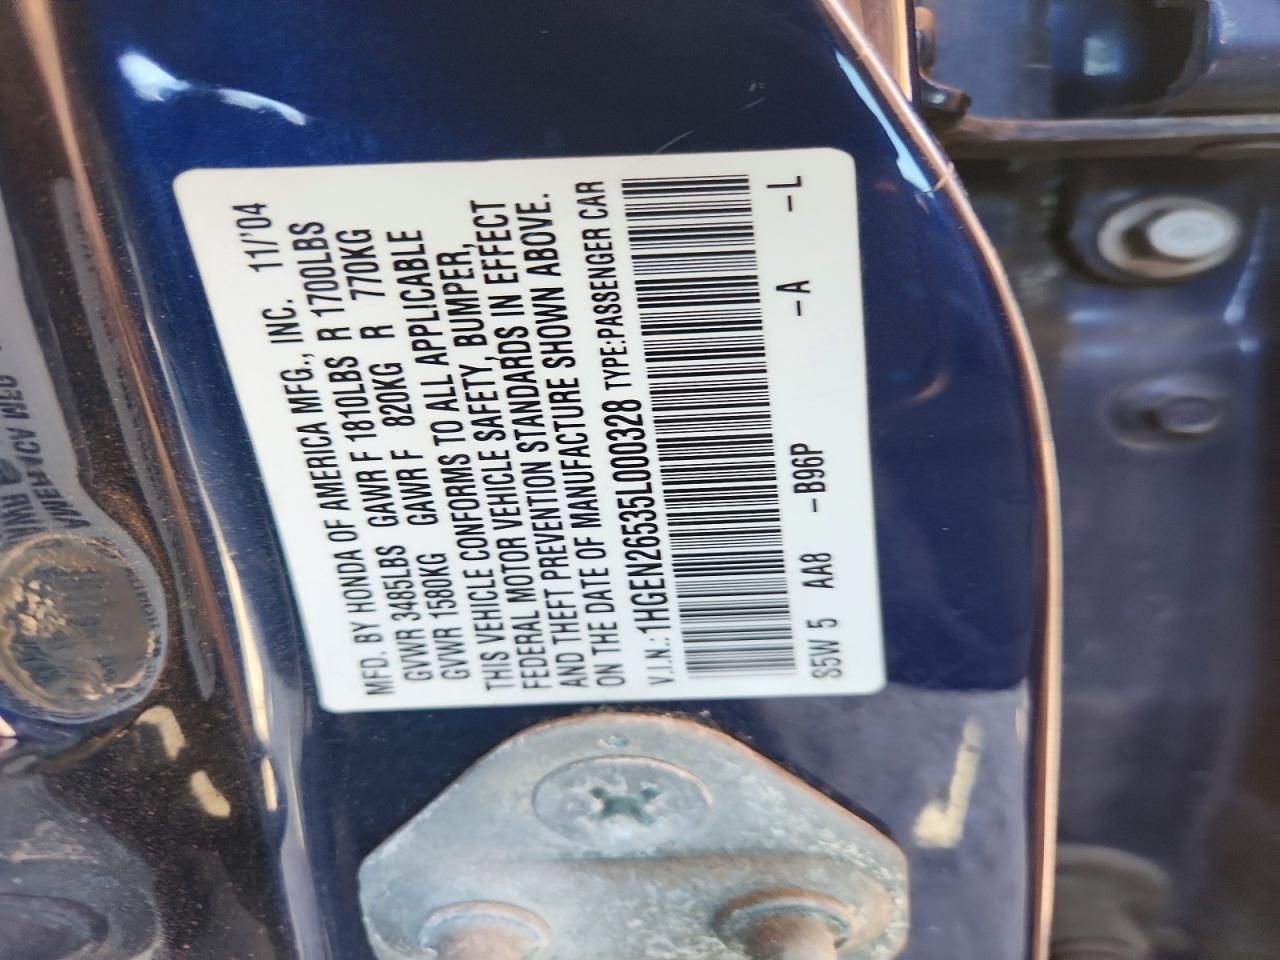 MFD. BY HONDA OF AMERICA MFG., INC. 11/'04
GVWR 3485LBS GAWR F 1810LBS R 1700LBS
GVWR 1580KG GAWR F 820KG R 770KG
THIS VEHICLE CONFORMS TO ALL APPLICABLE
FEDERAL MOTOR VEHICLE SAFETY, BUMPER,
AND THEFT PREVENTION STANDARDS IN EFFECT
ON THE DATE OF MANUFACTURE SHOWN ABOVE.
V.I.N.:1HGEN26535L000328 TYPE:PASSENGER CAR
S5W 5 AA8 -B96P -A -L